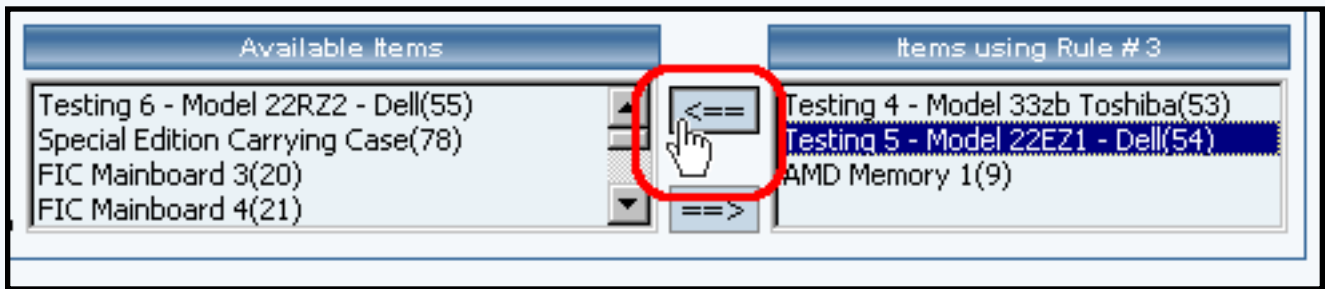 Available Items
Testing 6 - Model 22RZ2 - Dell(55)
Special Edition Carrying Case(78)
FIC Mainboard 3(20)
FIC Mainboard 4(21)
<==
==>
Items using Rule # 3
Testing 4 - Model 33zb Toshiba(53)
Testing 5 - Model 22EZ1 - Dell(54)
AMD Memory 1(9)